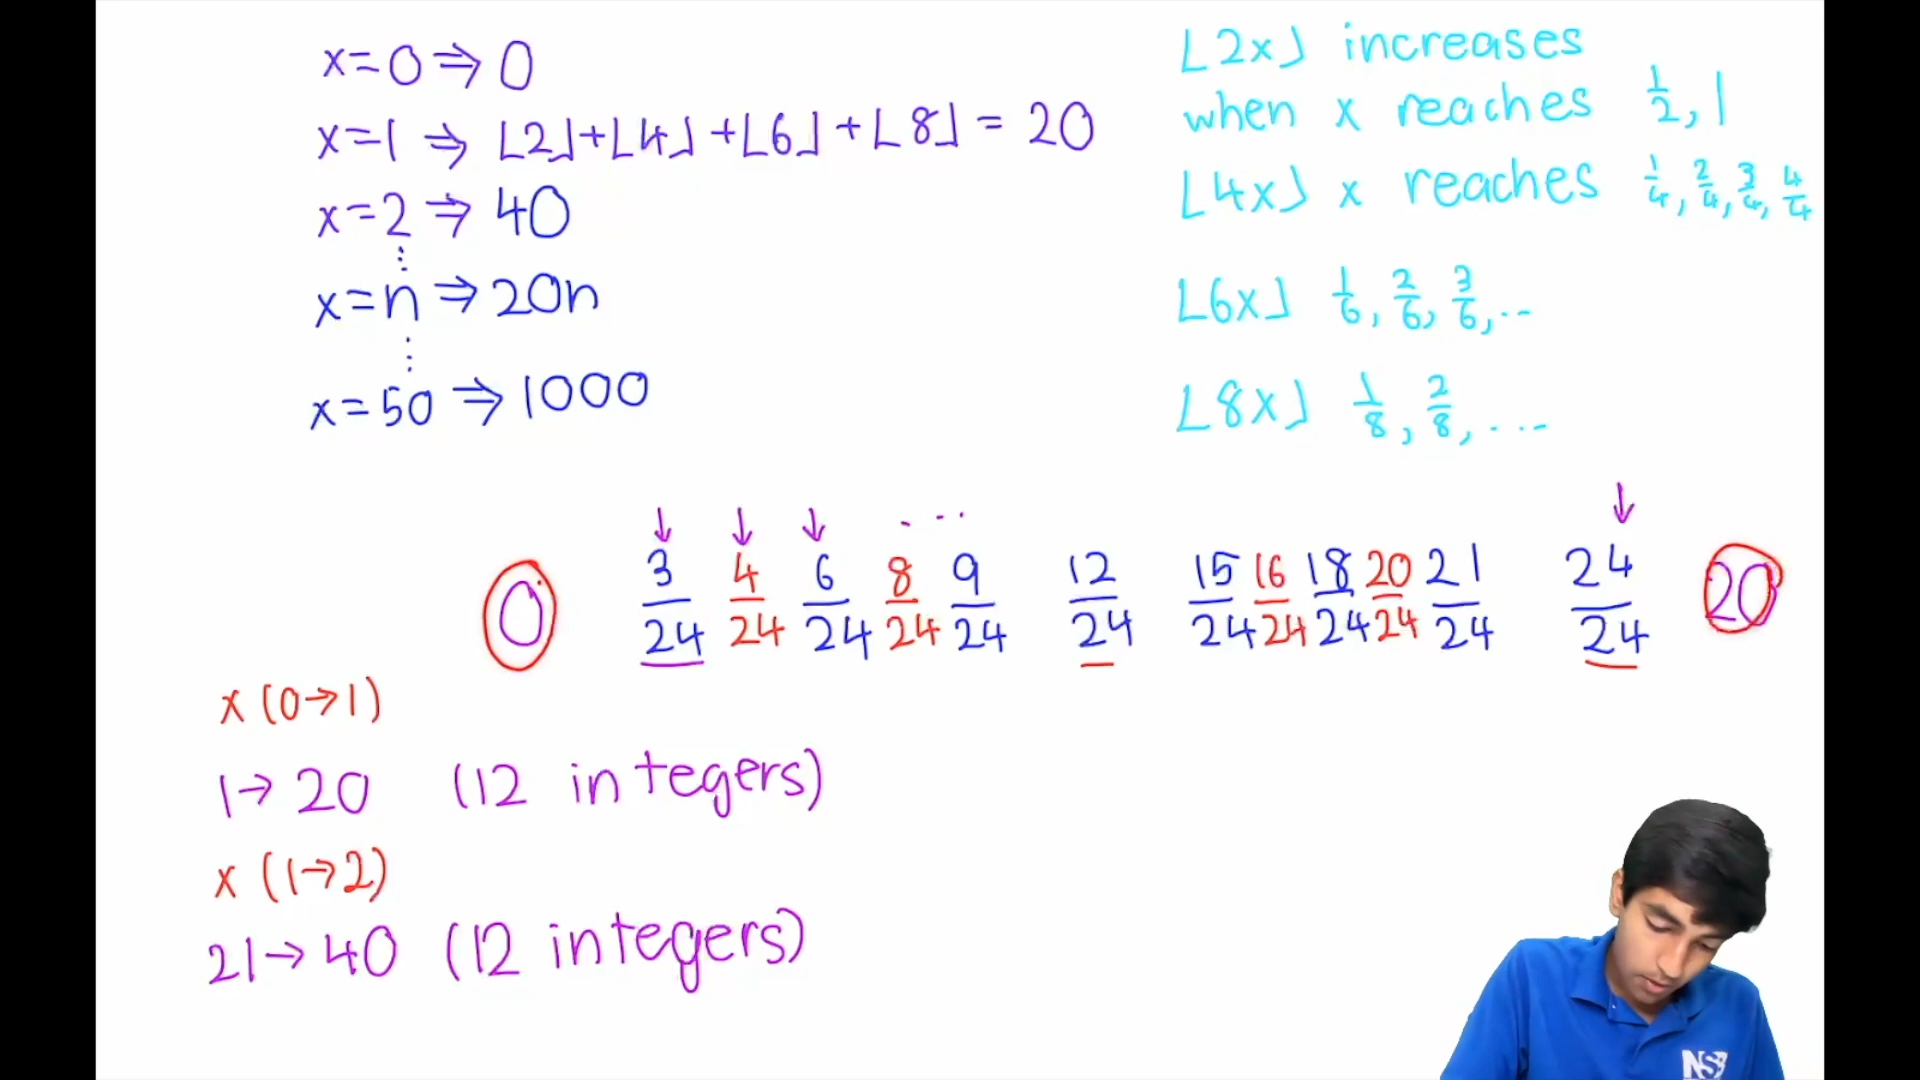 x=0⇒0
x=1⇒⌊2⌋+⌊4⌋+⌊6⌋+⌊8⌋=20
x=2⇒40
⋮
x=n⇒20n
⋮
x=50⇒1000
⌊2x⌋ increases
when x reaches 1/2, 1
⌊4x⌋ x reaches 1/4, 2/4, 3/4, 4/4
⌊6x⌋ 1/6, 2/6, 3/6, ...
⌊8x⌋ 1/8, 2/8, ...
↓ ↓ ↓ ... ↓
0 3/24 4/24 6/24 8/24 9/24 12/24 15/24 16/24 18/24 20/24 21/24 24/24 20
x (0→1)
1→20 (12 integers)
x (1→2)
21→40 (12 integers)